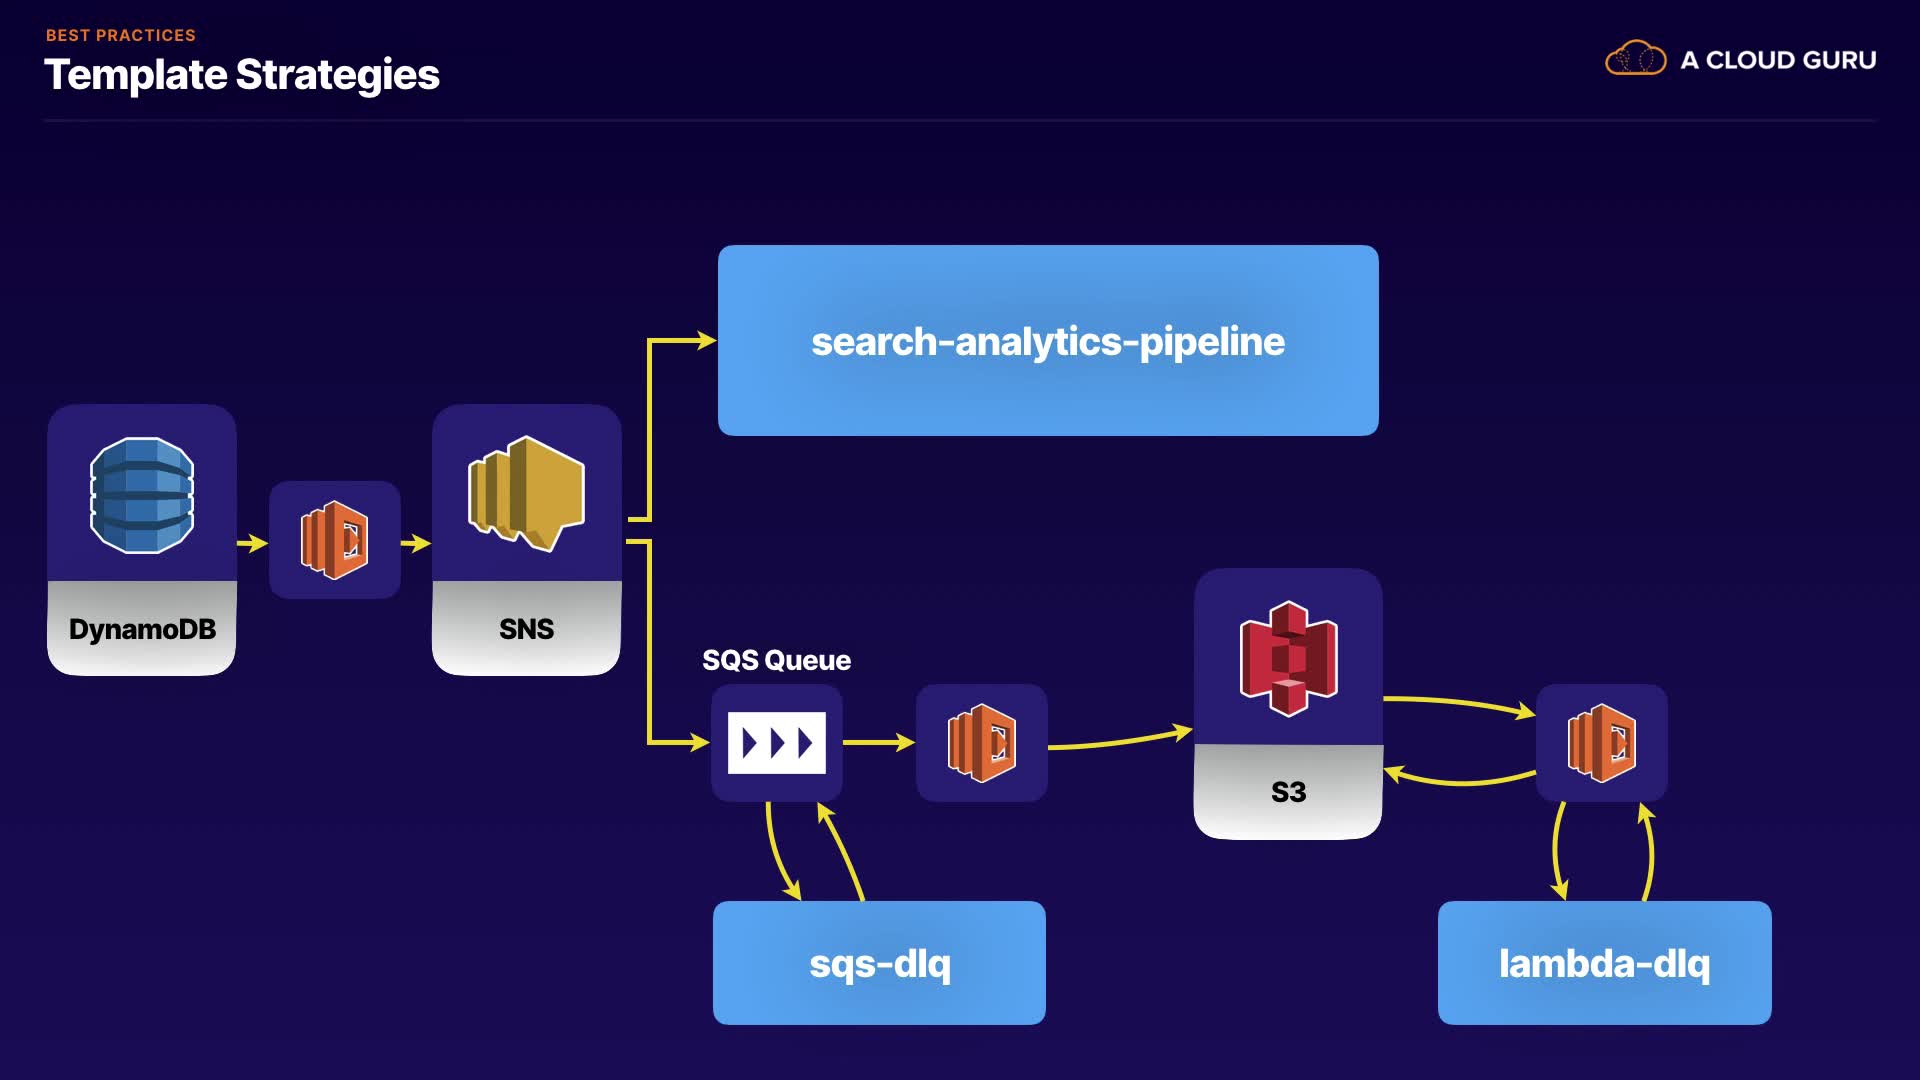 BEST PRACTICES
Template Strategies
A CLOUD GURU
search-analytics-pipeline
DynamoDB
SNS
SQS Queue
S3
sqs-dlq
lambda-dlq